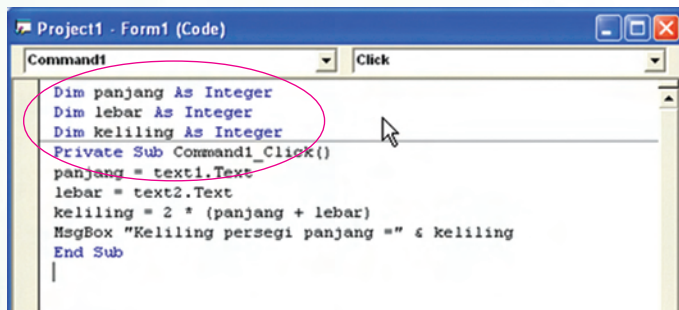 Project1 - Form1 (Code)
Command1 Click
Dim panjang As Integer
Dim lebar As Integer
Dim keliling As Integer
Private Sub Command1_Click()
panjang = text1.Text
lebar = text2.Text
keliling = 2 * (panjang + lebar)
MsgBox "Keliling persegi panjang =" & keliling
End Sub